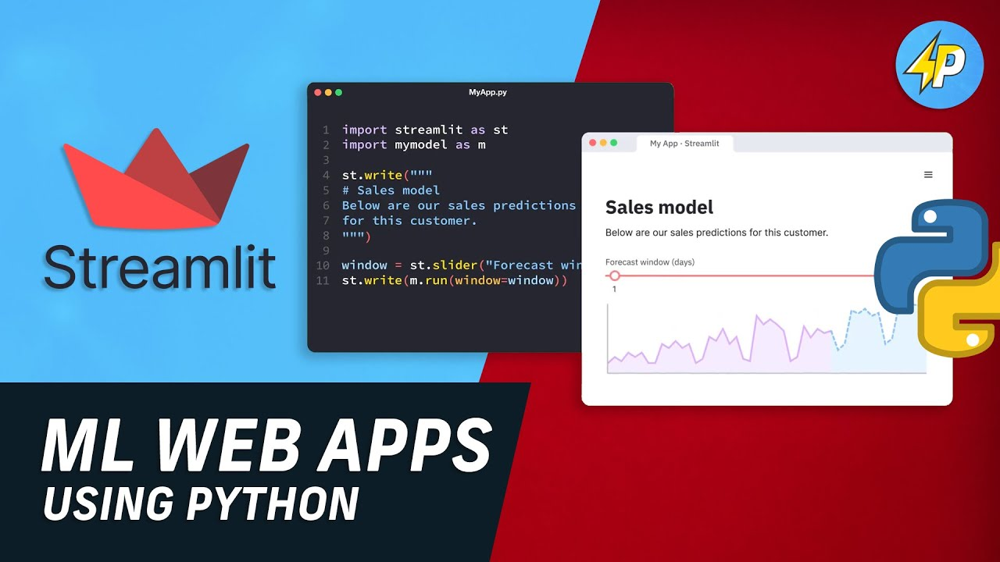 Streamlit
MyApp.py
1 import streamlit as st
2 import mymodel as m
3
4 st.write("""
5 # Sales model
6 Below are our sales predictions
7 for this customer.
8 """)
9
10 window = st.slider("Forecast win
11 st.write(m.run(window=window))
My App · Streamlit
Sales model
Below are our sales predictions for this customer.
Forecast window (days)
1
P
ML WEB APPS
USING PYTHON